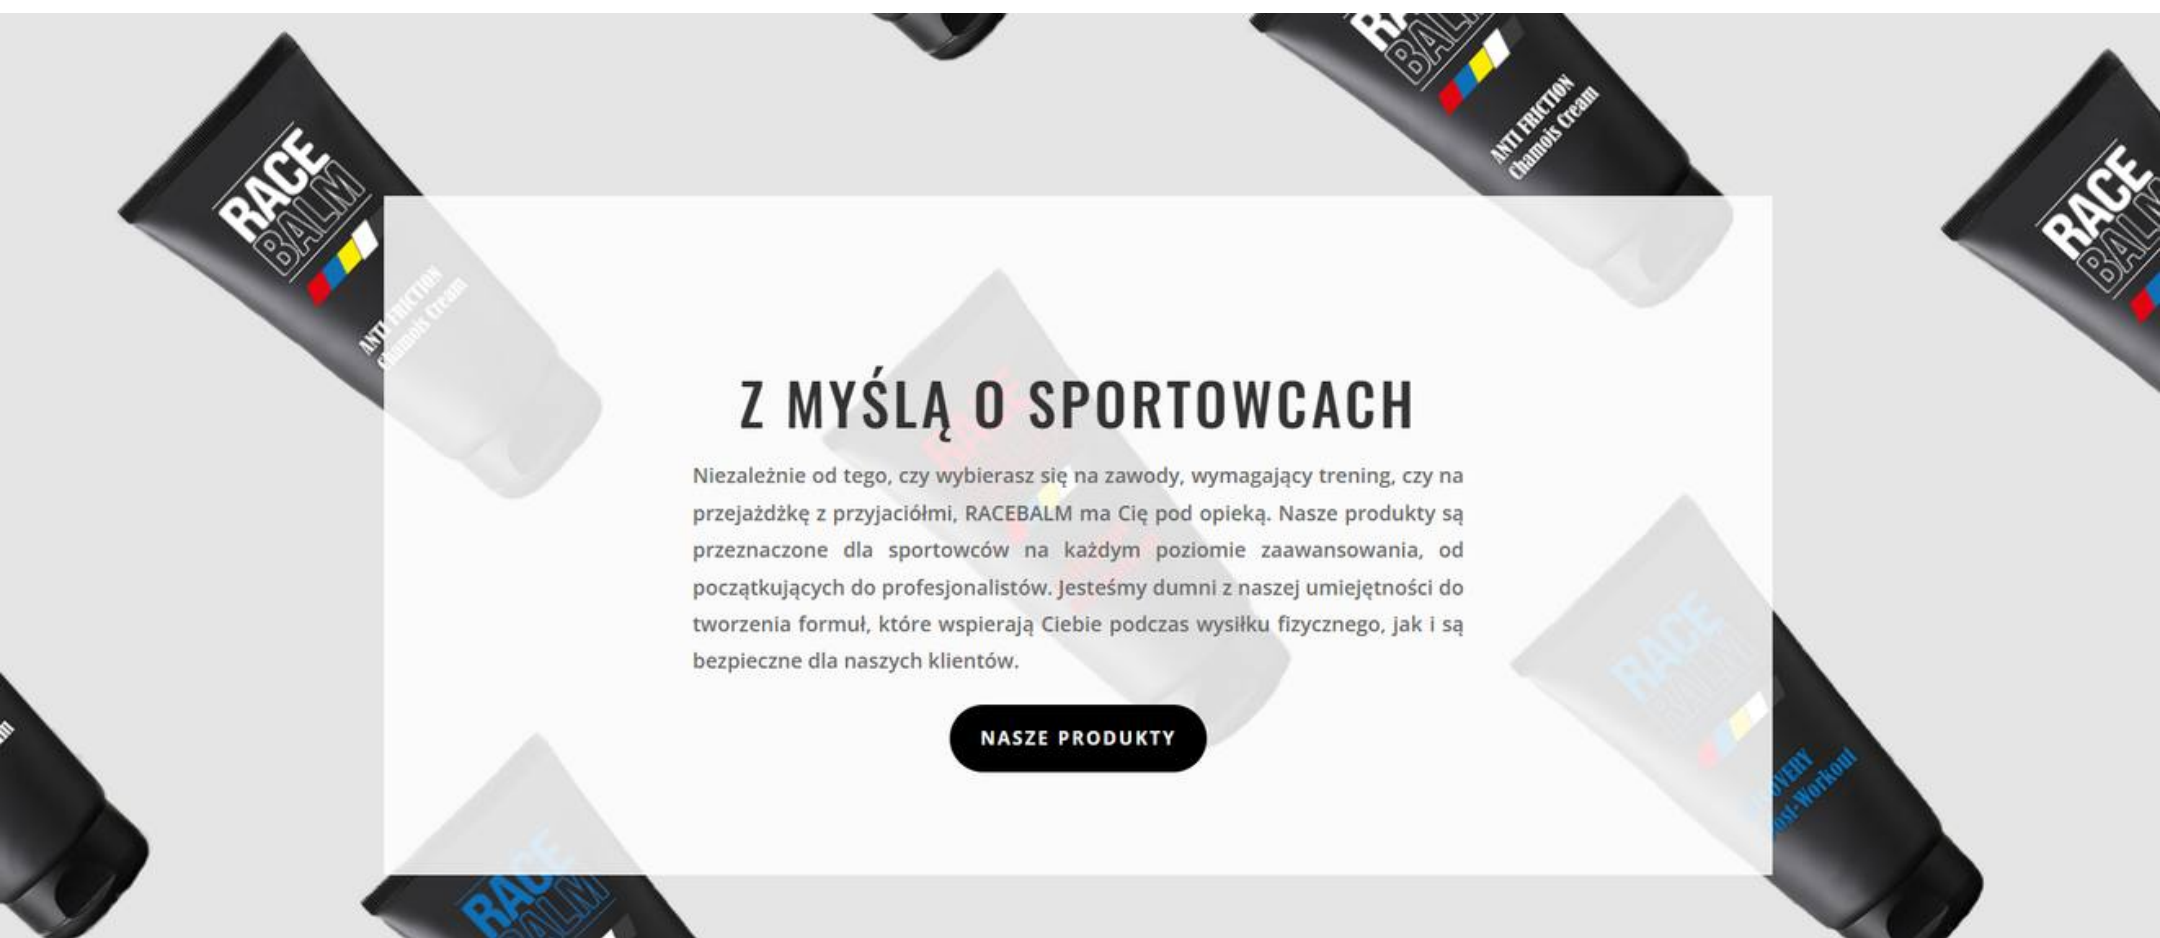 RACE
BALM
ANTI FRICTION
Chamois Cream
RACE
BALM
ANTI FRICTION
Chamois Cream
RACE
BALM
Z MYŚLĄ O SPORTOWCACH
Niezależnie od tego, czy wybierasz się na zawody, wymagający trening, czy na
przejażdżkę z przyjaciółmi, RACEBALM ma Cię pod opieką. Nasze produkty są
przeznaczone dla sportowców na każdym poziomie zaawansowania, od
początkujących do profesjonalistów. Jesteśmy dumni z naszej umiejętności do
tworzenia formuł, które wspierają Ciebie podczas wysiłku fizycznego, jak i są
bezpieczne dla naszych klientów.
NASZE PRODUKTY
RACE
BALM
RACE
BALM
Post-Workout